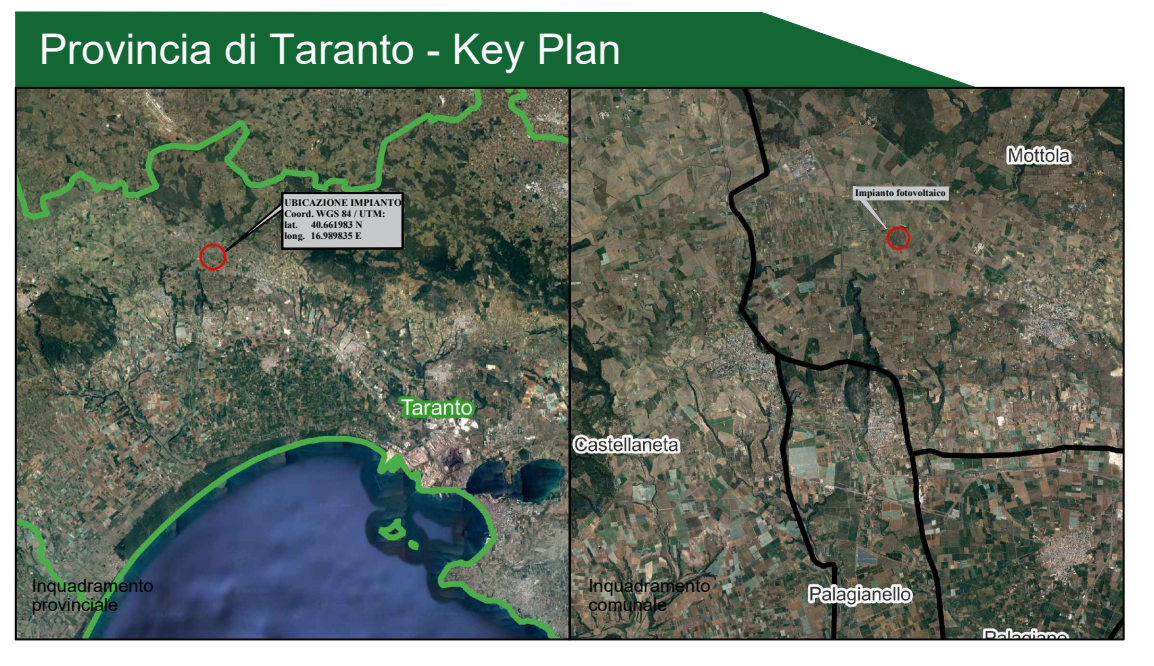 Provincia di Taranto - Key Plan
UBICAZIONE IMPIANTO
Coord. WGS 84 / UTM:
lat. 40.661983 N
long. 16.989835 E
Taranto
Inquadramento
provinciale
Mottola
Impianto fotovoltaico
Castellaneta
Inquadramento
comunale
Palagianello
Palagiano